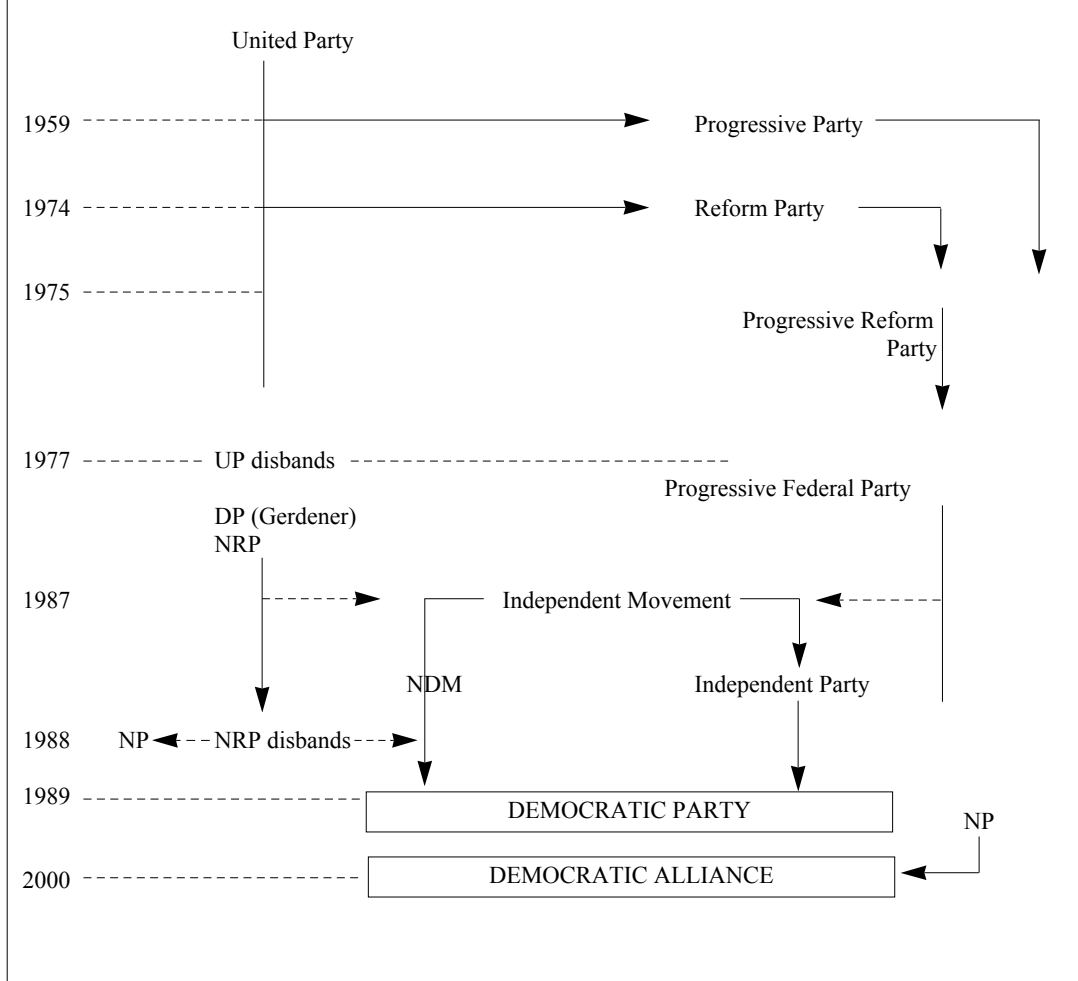 United Party
1959 Progressive Party
1974 Reform Party
1975
Progressive Reform
Party
1977 UP disbands
Progressive Federal Party
DP (Gerdener)
NRP
1987 Independent Movement
NDM Independent Party
1988 NP NRP disbands
1989 DEMOCRATIC PARTY
NP
2000 DEMOCRATIC ALLIANCE